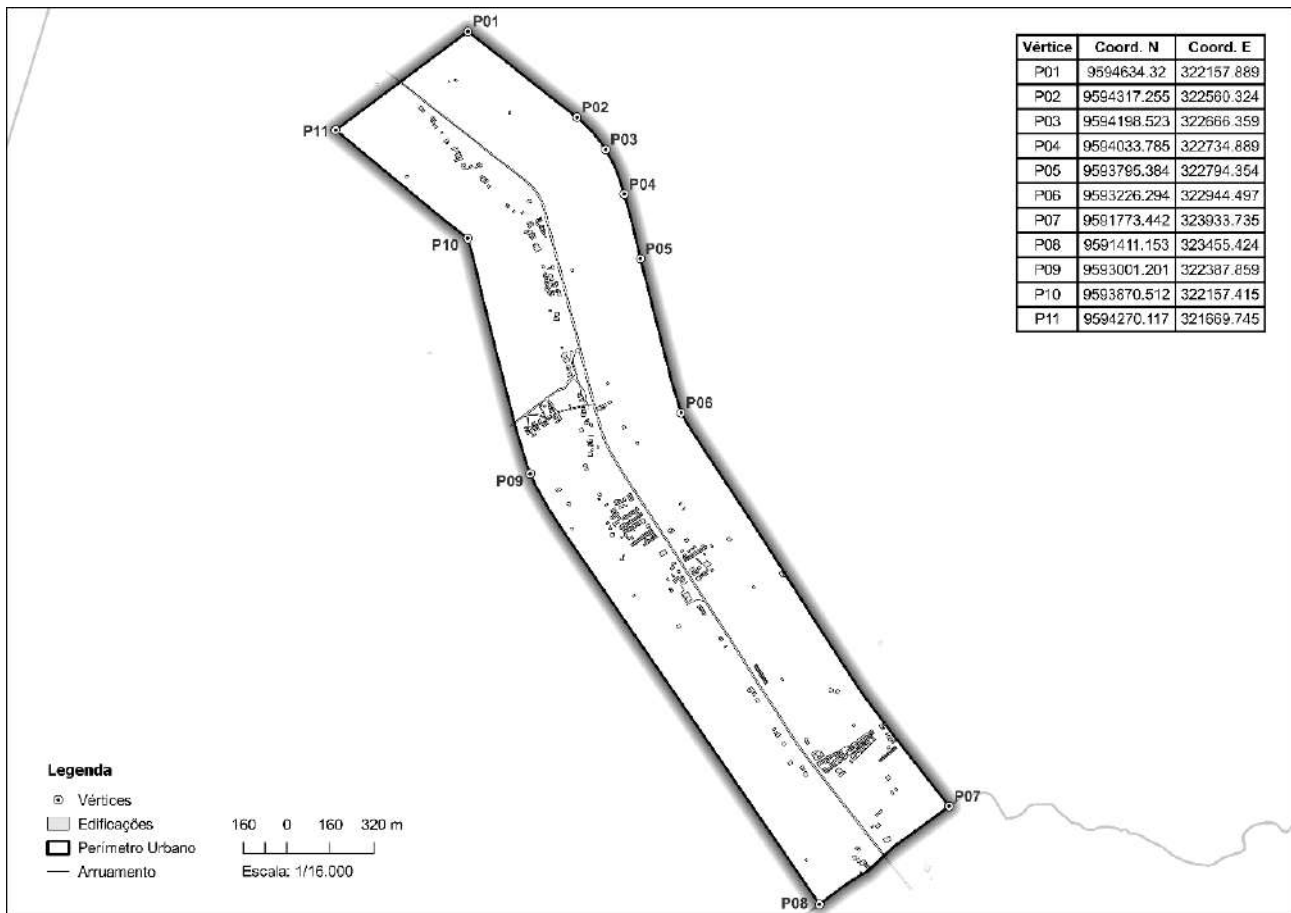 P01
P02
P03
P04
P05
P06
P07
P08
P09
P10
P11
Vértice Coord. N Coord. E
P01 9594634.32 322157.889
P02 9594317.255 322560.324
P03 9594198.523 322666.359
P04 9594033.785 322734.889
P05 9593795.384 322794.354
P06 9593226.294 322944.497
P07 9591773.442 323933.735
P08 9591411.153 323455.424
P09 9593001.201 322387.859
P10 9593870.512 322157.415
P11 9594270.117 321669.745
Legenda
Vértices
Edificações
Perímetro Urbano
Arruamento
160 0 160 320 m
Escala: 1/16.000